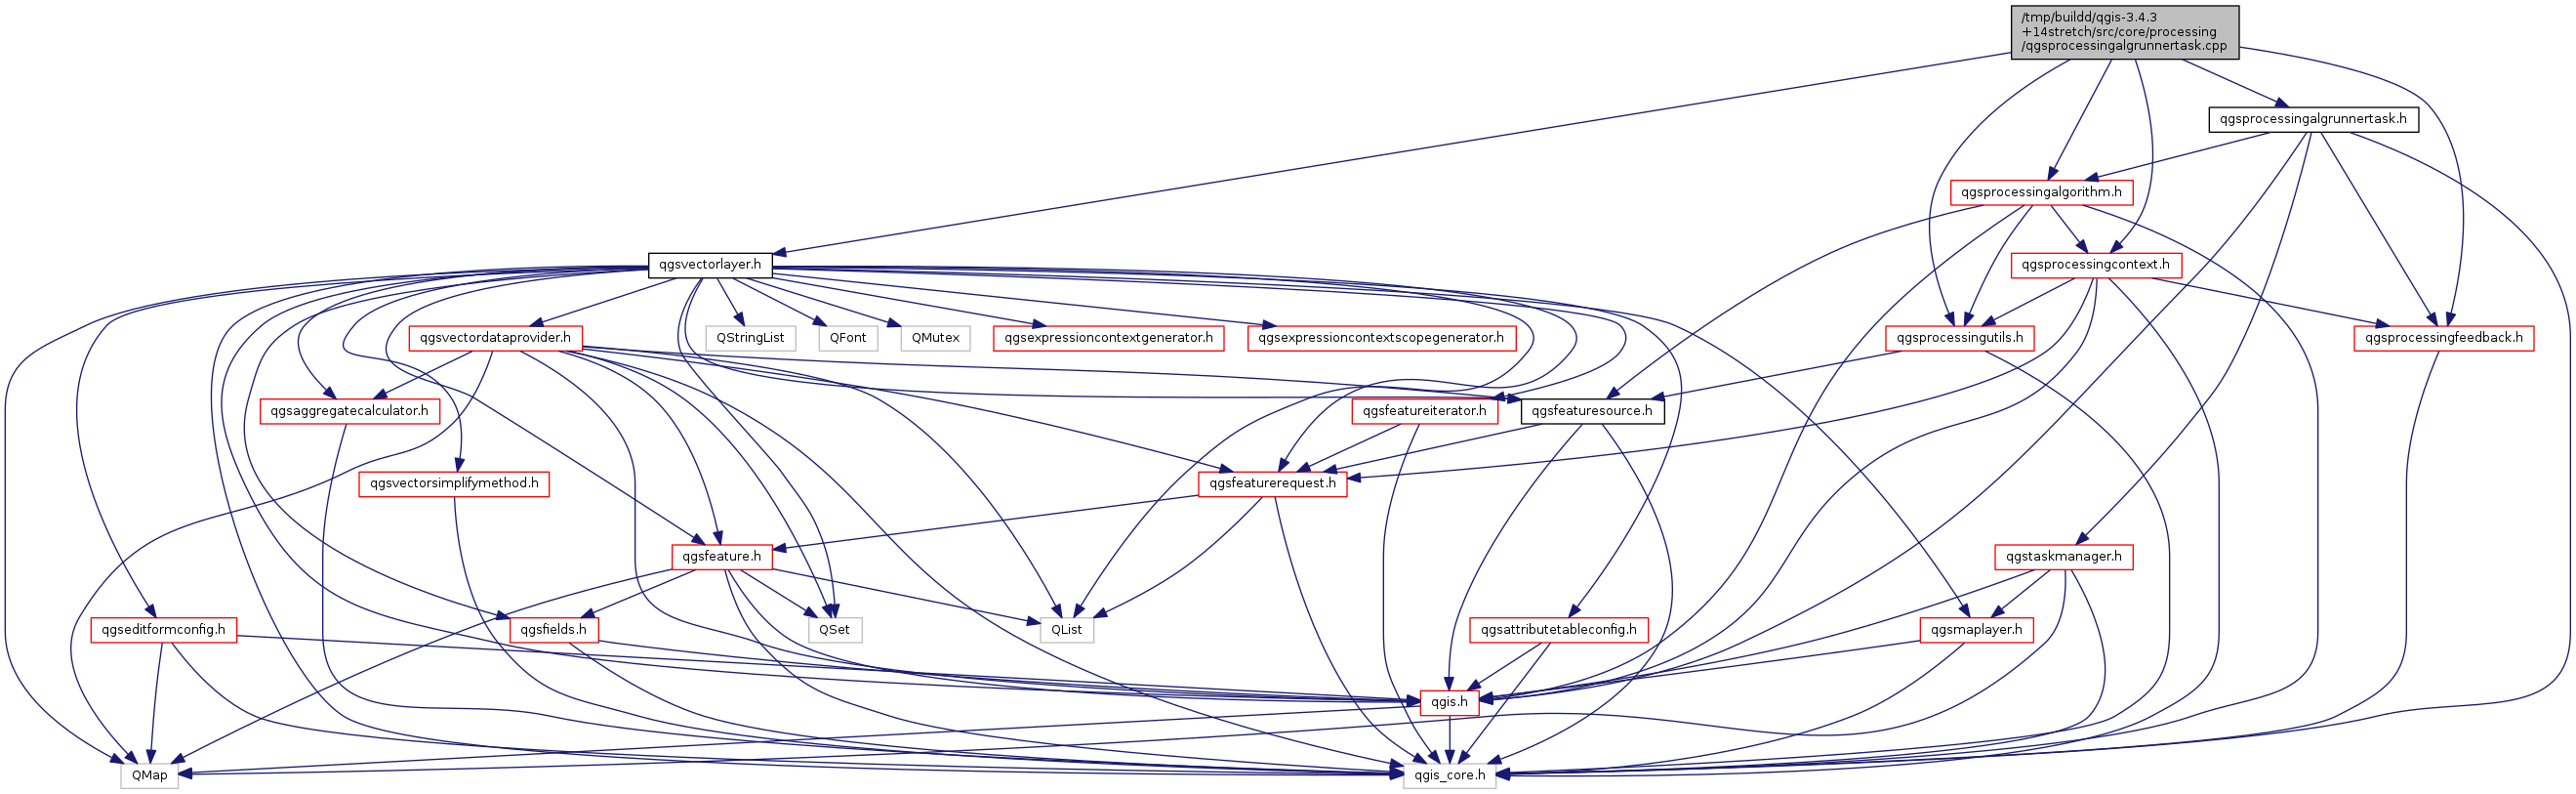 /tmp/buildd/qgis-3.4.3
+14stretch/src/core/processing
/qgsprocessingalgrunnertask.cpp
qgsprocessingalgrunnertask.h
qgsprocessingalgorithm.h
qgsvectorlayer.h
qgsprocessingcontext.h
qgsvectordataprovider.h
QStringList
QFont
QMutex
qgsexpressioncontextgenerator.h
qgsexpressioncontextscopegenerator.h
qgsprocessingutils.h
qgsprocessingfeedback.h
qgsaggregatecalculator.h
qgsfeatureiterator.h
qgsfeaturesource.h
qgsvectorsimplifymethod.h
qgsfeaturerequest.h
qgsfeature.h
qgstaskmanager.h
qgseditformconfig.h
qgsfields.h
QSet
QList
qgsattributetableconfig.h
qgsmaplayer.h
qgis.h
QMap
qgis_core.h